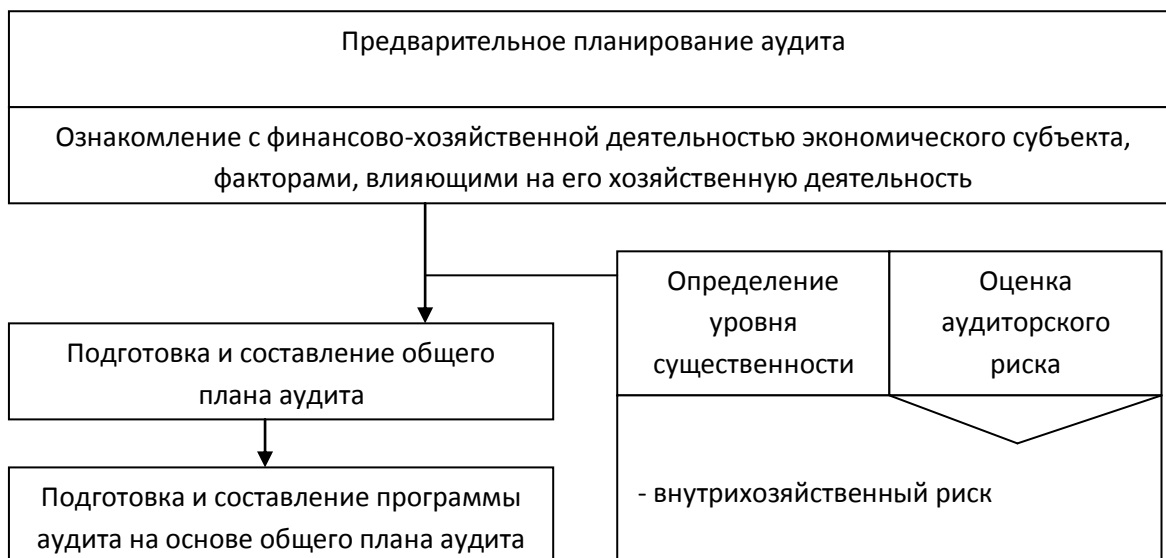 Предварительное планирование аудита
Ознакомление с финансово-хозяйственной деятельностью экономического субъекта,
факторами, влияющими на его хозяйственную деятельность
Определение
уровня
существенности
Оценка
аудиторского
риска
Подготовка и составление общего
плана аудита
- внутрихозяйственный риск
Подготовка и составление программы
аудита на основе общего плана аудита